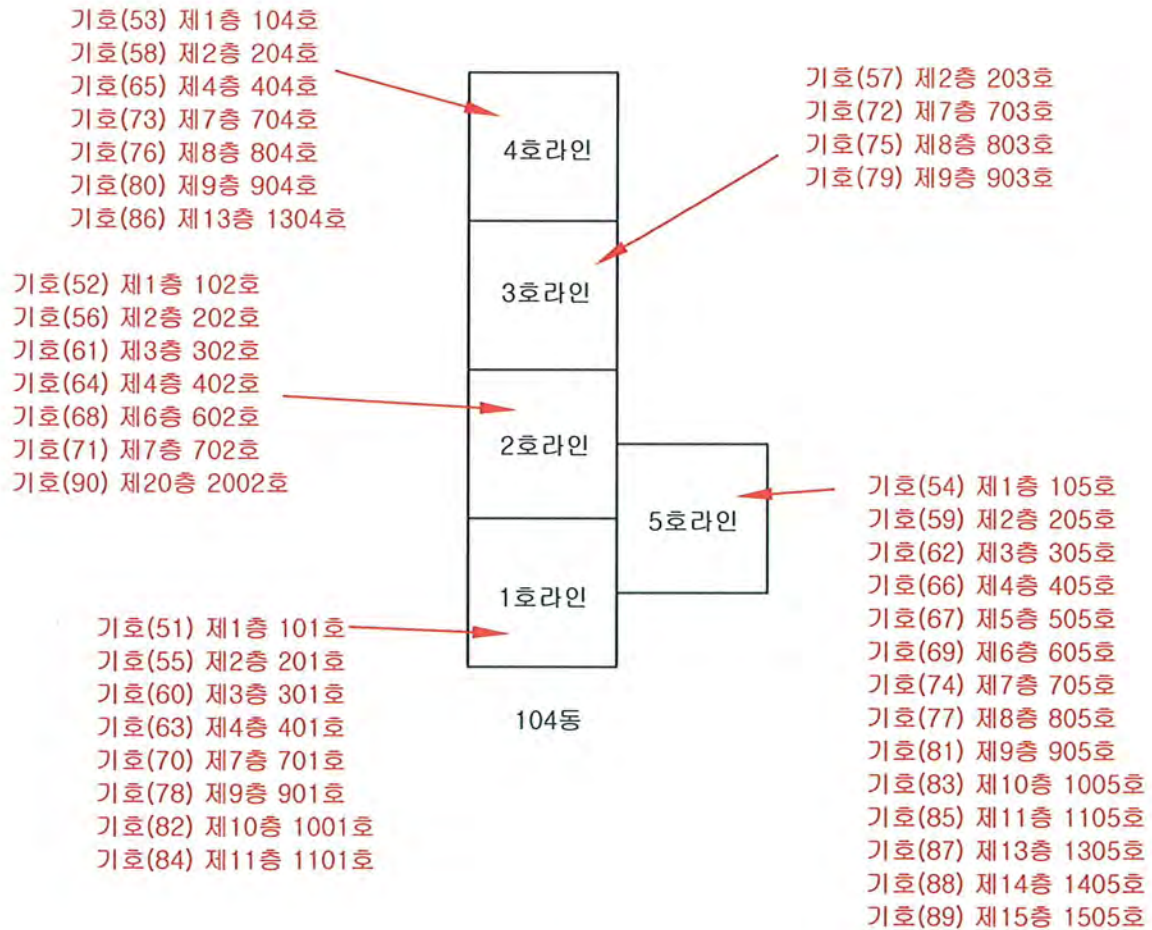 기호(53) 제1층 104호
기호(58) 제2층 204호
기호(65) 제4층 404호
기호(73) 제7층 704호
기호(76) 제8층 804호
기호(80) 제9층 904호
기호(86) 제13층 1304호
기호(57) 제2층 203호
기호(72) 제7층 703호
기호(75) 제8층 803호
기호(79) 제9층 903호
4호라인
3호라인
기호(52) 제1층 102호
기호(56) 제2층 202호
기호(61) 제3층 302호
기호(64) 제4층 402호
기호(68) 제6층 602호
기호(71) 제7층 702호
기호(90) 제20층 2002호
2호라인
5호라인
1호라인
기호(54) 제1층 105호
기호(59) 제2층 205호
기호(62) 제3층 305호
기호(66) 제4층 405호
기호(67) 제5층 505호
기호(69) 제6층 605호
기호(74) 제7층 705호
기호(77) 제8층 805호
기호(81) 제9층 905호
기호(83) 제10층 1005호
기호(85) 제11층 1105호
기호(87) 제13층 1305호
기호(88) 제14층 1405호
기호(89) 제15층 1505호
기호(51) 제1층 101호
기호(55) 제2층 201호
기호(60) 제3층 301호
기호(63) 제4층 401호
기호(70) 제7층 701호
기호(78) 제9층 901호
기호(82) 제10층 1001호
기호(84) 제11층 1101호
104동